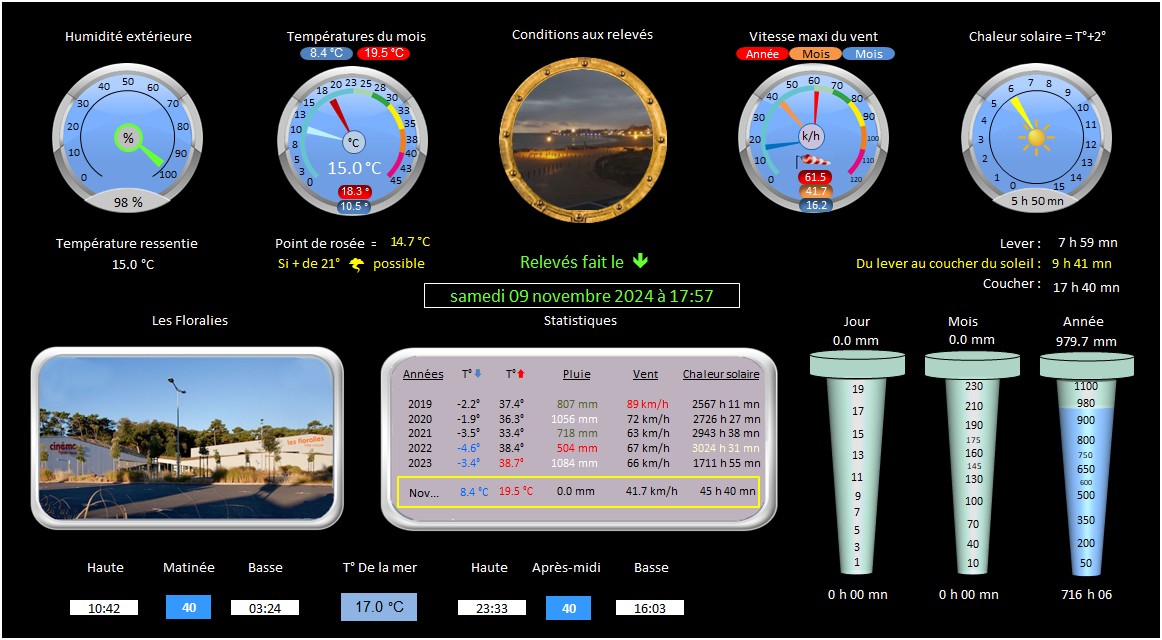 Humidité extérieure
Températures du mois
8.4 °C 19.5 °C
Conditions aux relevés
Vitesse maxi du vent
Année Mois Mois
Chaleur solaire = T°+2°
0 10 20 30 40 50 60 70 80 90 100
%
98 %
0 3 5 8 10 13 15 18 20 23 25 28 30 33 35 38 40 43 45
°C
15.0 °C
18.3 °
10.5 °
0 10 20 30 40 50 60 70 80 90 100 110 120
k/h
61.5
41.7
16.2
0 1 2 3 4 5 6 7 8 9 10 11 12 13 14 15
5 h 50 mn
Température ressentie
15.0 °C
Point de rosée = 14.7 °C
Si + de 21° possible
Relevés fait le
samedi 09 novembre 2024 à 17:57
Lever : 7 h 59 mn
Du lever au coucher du soleil : 9 h 41 mn
Coucher : 17 h 40 mn
Les Floralies
cinéma
les floralies
Statistiques
Années T° T° Pluie Vent Chaleur solaire
2019 -2.2° 37.4° 807 mm 89 km/h 2567 h 11 mn
2020 -1.9° 36.3° 1056 mm 72 km/h 2726 h 27 mn
2021 -3.5° 33.4° 718 mm 63 km/h 2943 h 38 mn
2022 -4.6° 38.4° 504 mm 67 km/h 3024 h 31 mn
2023 -3.4° 38.7° 1084 mm 66 km/h 1711 h 55 mn
Nov... 8.4 °C 19.5 °C 0.0 mm 41.7 km/h 45 h 40 mn
Jour
0.0 mm
19
17
15
13
11
9
7
5
3
1
0 h 00 mn
Mois
0.0 mm
230
210
190
175
160
145
130
100
70
40
10
0 h 00 mn
Année
979.7 mm
1100
980
900
800
750
650
600
500
350
200
50
716 h 06
Haute Matinée Basse
10:42 40 03:24
T° De la mer
17.0 °C
Haute Après-midi Basse
23:33 40 16:03